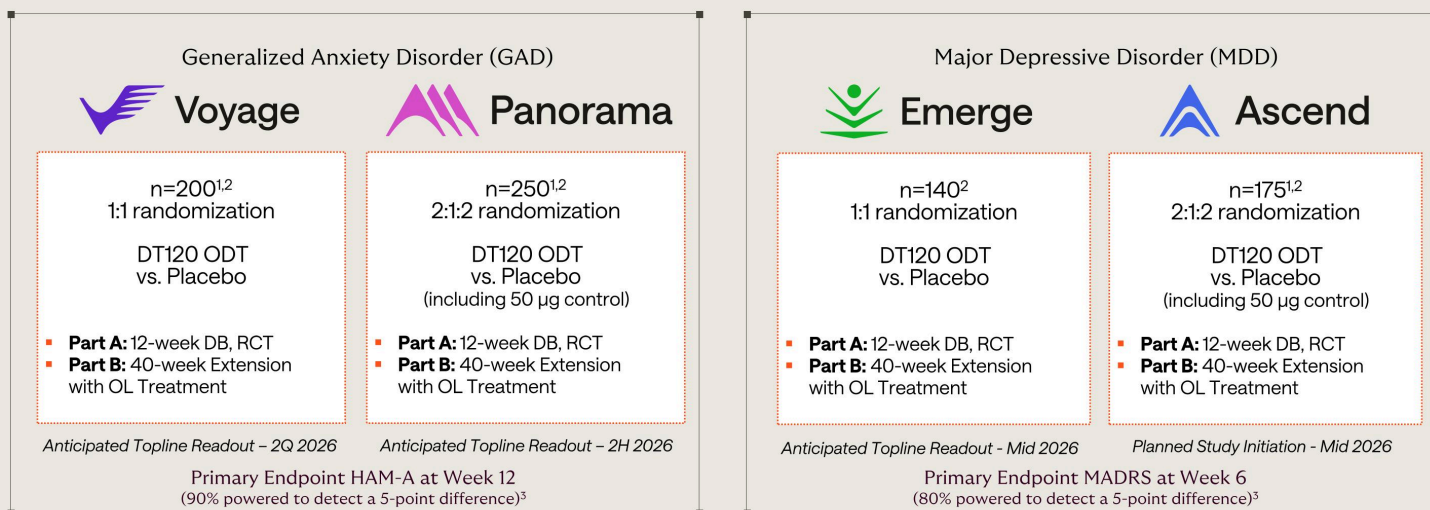 Generalized Anxiety Disorder (GAD)
Voyage
n=200¹,²
1:1 randomization
DT120 ODT
vs. Placebo
▪ Part A: 12-week DB, RCT
▪ Part B: 40-week Extension
with OL Treatment
Anticipated Topline Readout – 2Q 2026
Panorama
n=250¹,²
2:1:2 randomization
DT120 ODT
vs. Placebo
(including 50 µg control)
▪ Part A: 12-week DB, RCT
▪ Part B: 40-week Extension
with OL Treatment
Anticipated Topline Readout – 2H 2026
Primary Endpoint HAM-A at Week 12
(90% powered to detect a 5-point difference)³
Major Depressive Disorder (MDD)
Emerge
n=140²
1:1 randomization
DT120 ODT
vs. Placebo
▪ Part A: 12-week DB, RCT
▪ Part B: 40-week Extension
with OL Treatment
Anticipated Topline Readout - Mid 2026
Ascend
n=175¹,²
2:1:2 randomization
DT120 ODT
vs. Placebo
(including 50 µg control)
▪ Part A: 12-week DB, RCT
▪ Part B: 40-week Extension
with OL Treatment
Planned Study Initiation - Mid 2026
Primary Endpoint MADRS at Week 6
(80% powered to detect a 5-point difference)³